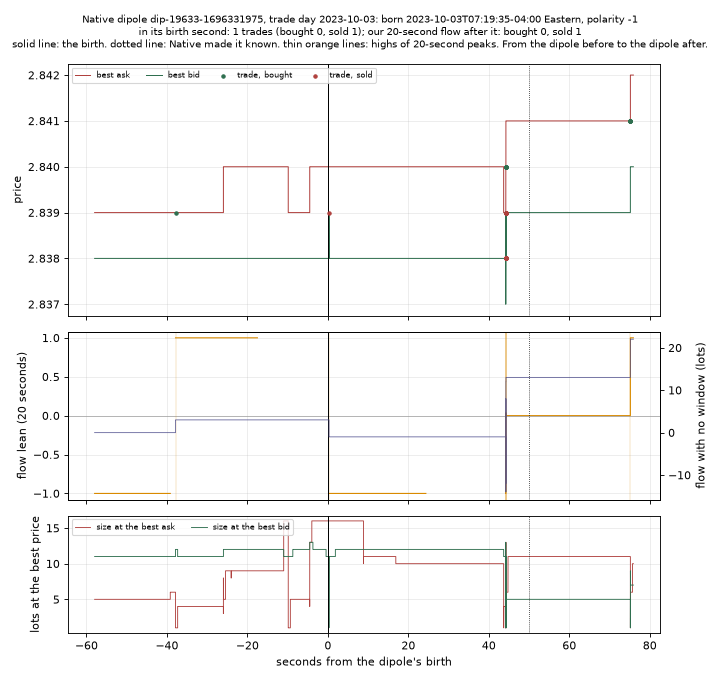 Native dipole dip-19633-1696331975, trade day 2023-10-03: born 2023-10-03T07:19:35-04:00 Eastern, polarity -1
in its birth second: 1 trades (bought 0, sold 1); our 20-second flow after it: bought 0, sold 1
solid line: the birth. dotted line: Native made it known. thin orange lines: highs of 20-second peaks. From the dipole before to the dipole after.
best ask
best bid
trade, bought
trade, sold
2.842
2.841
2.840
2.839
2.838
2.837
price
1.0
0.5
0.0
−0.5
−1.0
flow lean (20 seconds)
20
10
0
−10
flow with no window (lots)
size at the best ask
size at the best bid
15
10
5
lots at the best price
−60
−40
−20
0
20
40
60
80
seconds from the dipole's birth